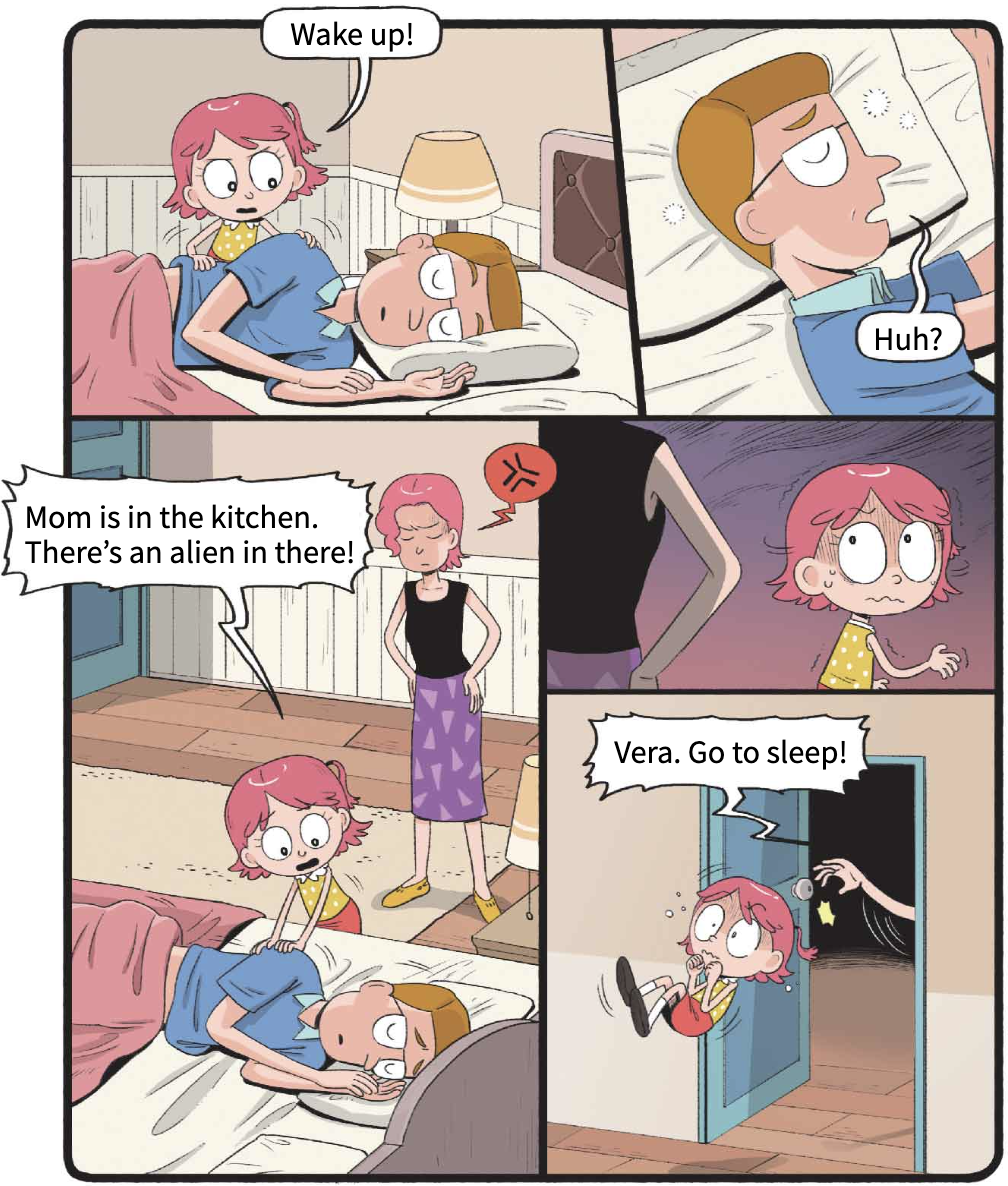 Wake up!
Huh?
Mom is in the kitchen.
There’s an alien in there!
Vera. Go to sleep!